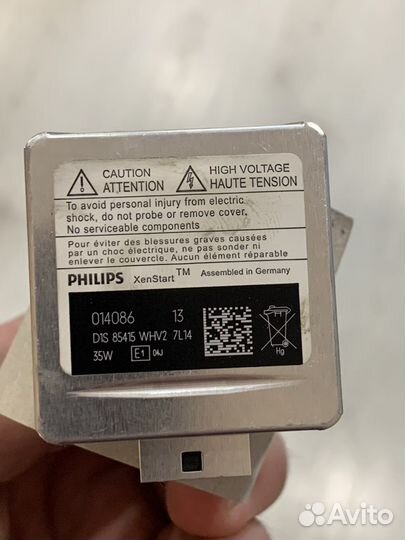 CAUTION
ATTENTION
HIGH VOLTAGE
HAUTE TENSION
To avoid personal injury from electric
shock, do not probe or remove cover.
No serviceable components
Pour éviter des blessures graves causées
par un choc électrique, ne pas sonder ni
enlever le couvercle. Aucun élément réparable
PHILIPS XenStart™ Assembled in Germany
014086 13
D1S 85415 WHV2 7L14
35W E1 04J
Hg
Avito